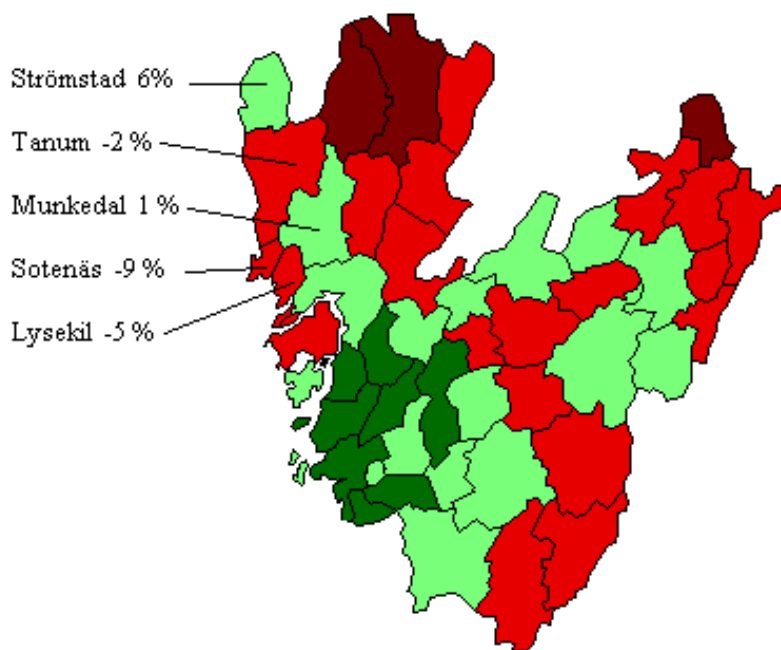 Strömstad 6%
Tanum -2 %
Munkedal 1 %
Sotenäs -9 %
Lysekil -5 %